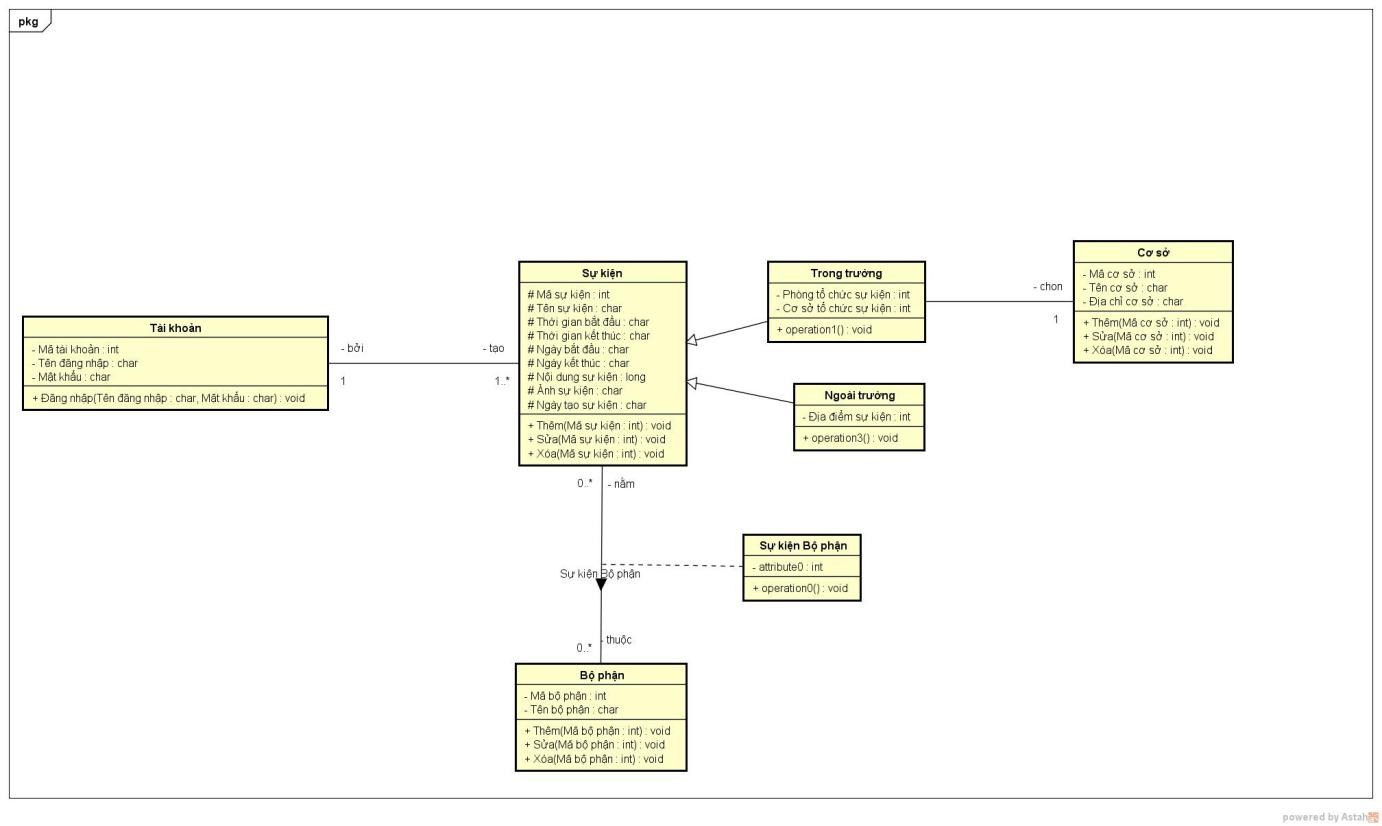 pkg
Tài khoản
- Mã tài khoản : int
- Tên đăng nhập : char
- Mật khẩu : char
+ Đăng nhập(Tên đăng nhập : char, Mật khẩu : char) : void
- bởi
1
- tạo
1..*
Sự kiện
# Mã sự kiện : int
# Tên sự kiện : char
# Thời gian bắt đầu : char
# Thời gian kết thúc : char
# Ngày bắt đầu : char
# Ngày kết thúc : char
# Nội dung sự kiện : long
# Ảnh sự kiện : char
# Ngày tạo sự kiện : char
+ Thêm(Mã sự kiện : int) : void
+ Sửa(Mã sự kiện : int) : void
+ Xóa(Mã sự kiện : int) : void
Trong trường
- Phòng tổ chức sự kiện : int
- Cơ sở tổ chức sự kiện : int
+ operation1() : void
- chon
1
Cơ sở
- Mã cơ sở : int
- Tên cơ sở : char
- Địa chỉ cơ sở : char
+ Thêm(Mã cơ sở : int) : void
+ Sửa(Mã cơ sở : int) : void
+ Xóa(Mã cơ sở : int) : void
Ngoài trường
- Địa điểm sự kiện : int
+ operation3() : void
0..*
- nằm
Sự kiện Bộ phận
Sự kiện Bộ phận
- attribute0 : int
+ operation0() : void
- thuộc
0..*
Bộ phận
- Mã bộ phận : int
- Tên bộ phận : char
+ Thêm(Mã bộ phận : int) : void
+ Sửa(Mã bộ phận : int) : void
+ Xóa(Mã bộ phận : int) : void
powered by Astah